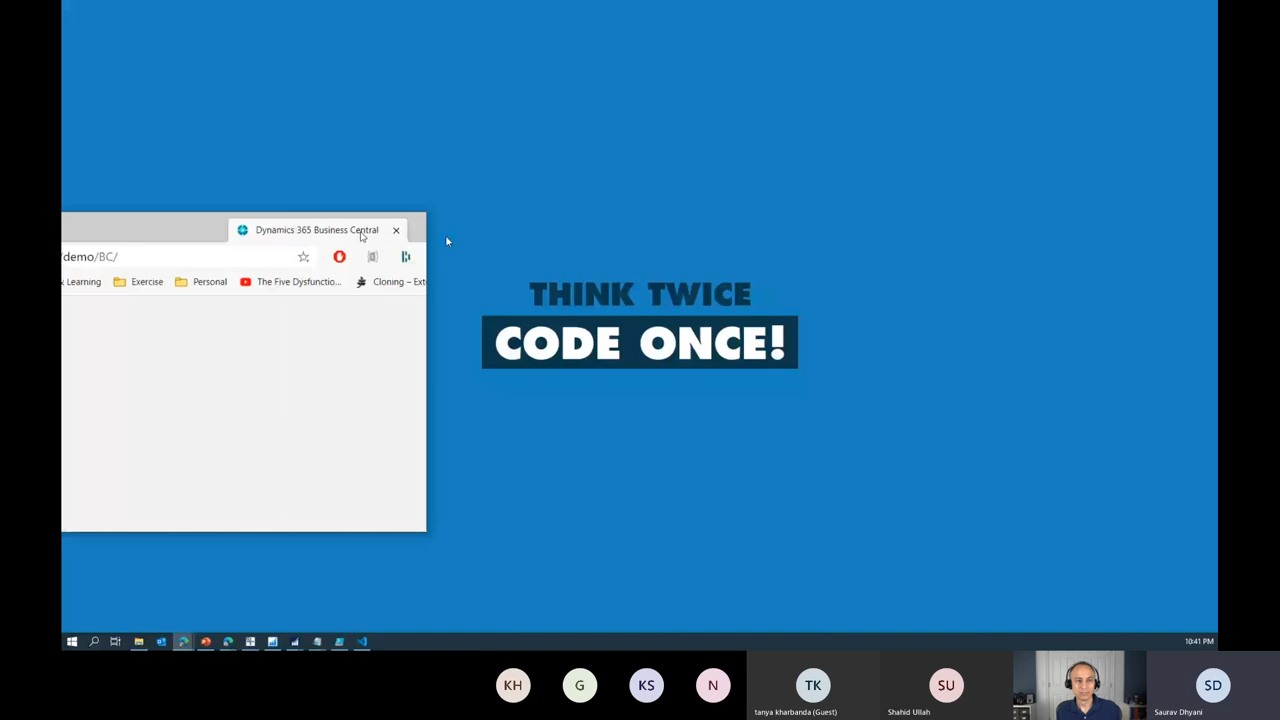 Dynamics 365 Business Central
/demo/BC/
& Learning
Exercise
Personal
The Five Dysfunctio...
Cloning – Ext
THINK TWICE
CODE ONCE!
10:41 PM
KH
G
KS
N
TK
SU
SD
tanya kharbanda (Guest)
Shahid Ullah
Saurav Dhyani